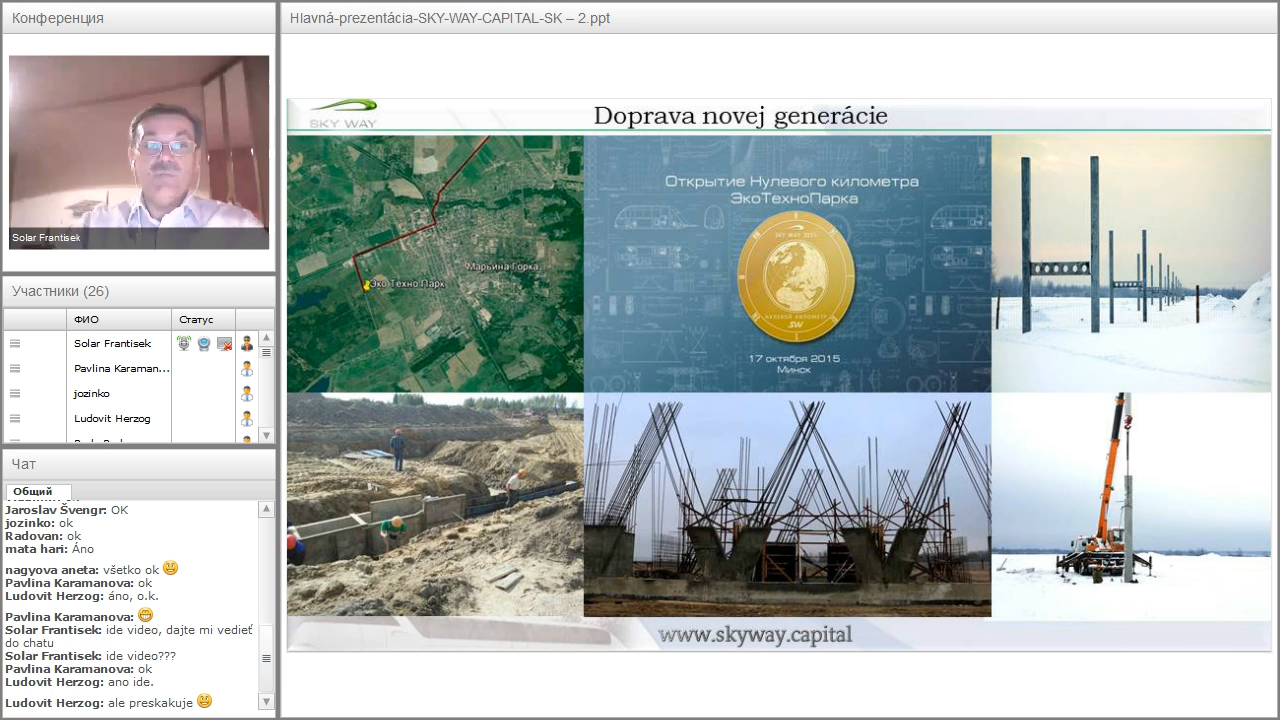 Конференция
Solar Frantisek
Участники (26)
ФИО
Статус
Solar Frantisek
Pavlina Karaman...
jozinko
Ludovit Herzog
Чат
Общий
Jaroslav Švengr: OK
jozinko: ok
Radovan: ok
mata hari: Áno
nagyova aneta: všetko ok
Pavlina Karamanova: ok
Ludovit Herzog: áno, o.k.
Pavlina Karamanova:
Solar Frantisek: ide video, dajte mi vedieť
do chatu
Solar Frantisek: ide video???
Pavlina Karamanova: ok
Ludovit Herzog: ano ide.
Ludovit Herzog: ale preskakuje
Hlavná-prezentácia-SKY-WAY-CAPITAL-SK – 2.ppt
SKY WAY
Doprava novej generácie
Марьина Горка
Эко Техно Парк
Открытие Нулевого километра
ЭкоТехноПарка
НУЛЕВОЙ КИЛОМЕТР
SW
17 октября 2015
Минск
www.skyway.capital